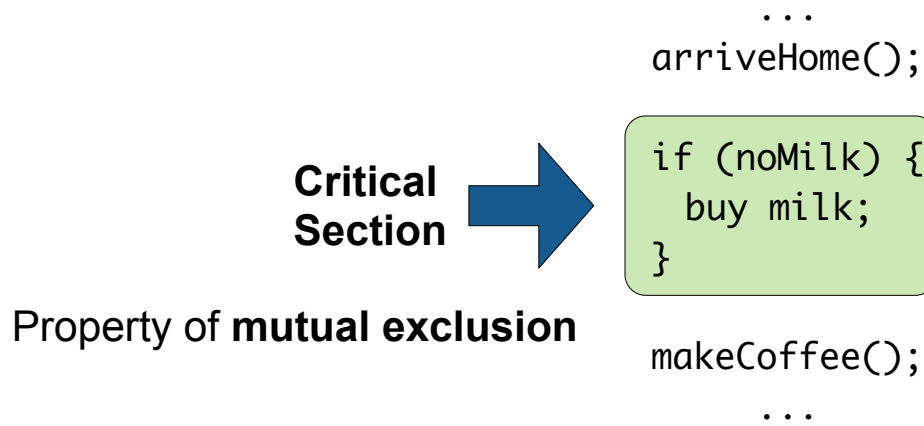 ...
arriveHome();
Critical
Section
if (noMilk) {
buy milk;
}
Property of mutual exclusion
makeCoffee();
...